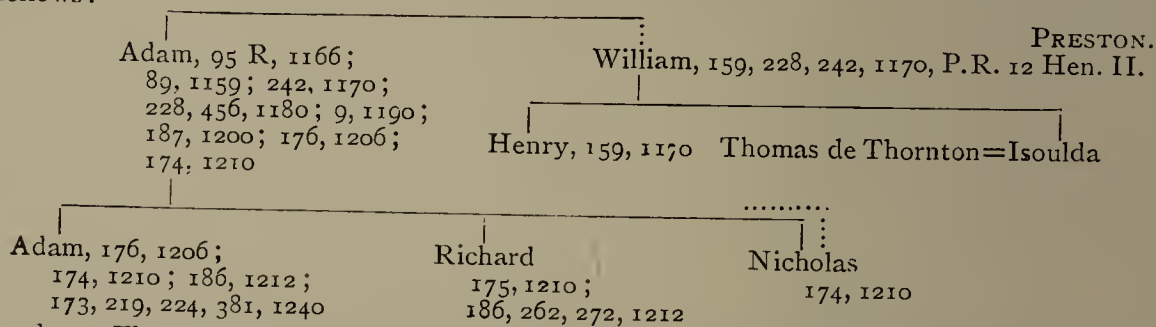 PRESTON.
Adam, 95 R, 1166;
89, 1159; 242, 1170;
228, 456, 1180; 9, 1190;
187, 1200; 176, 1206;
174, 1210
William, 159, 228, 242, 1170, P.R. 12 Hen. II.
Henry, 159, 1170
Thomas de Thornton=Isoulda
Adam, 176, 1206;
174, 1210; 186, 1212;
173, 219, 224, 381, 1240
Richard
175, 1210;
186, 262, 272, 1212
Nicholas
174, 1210